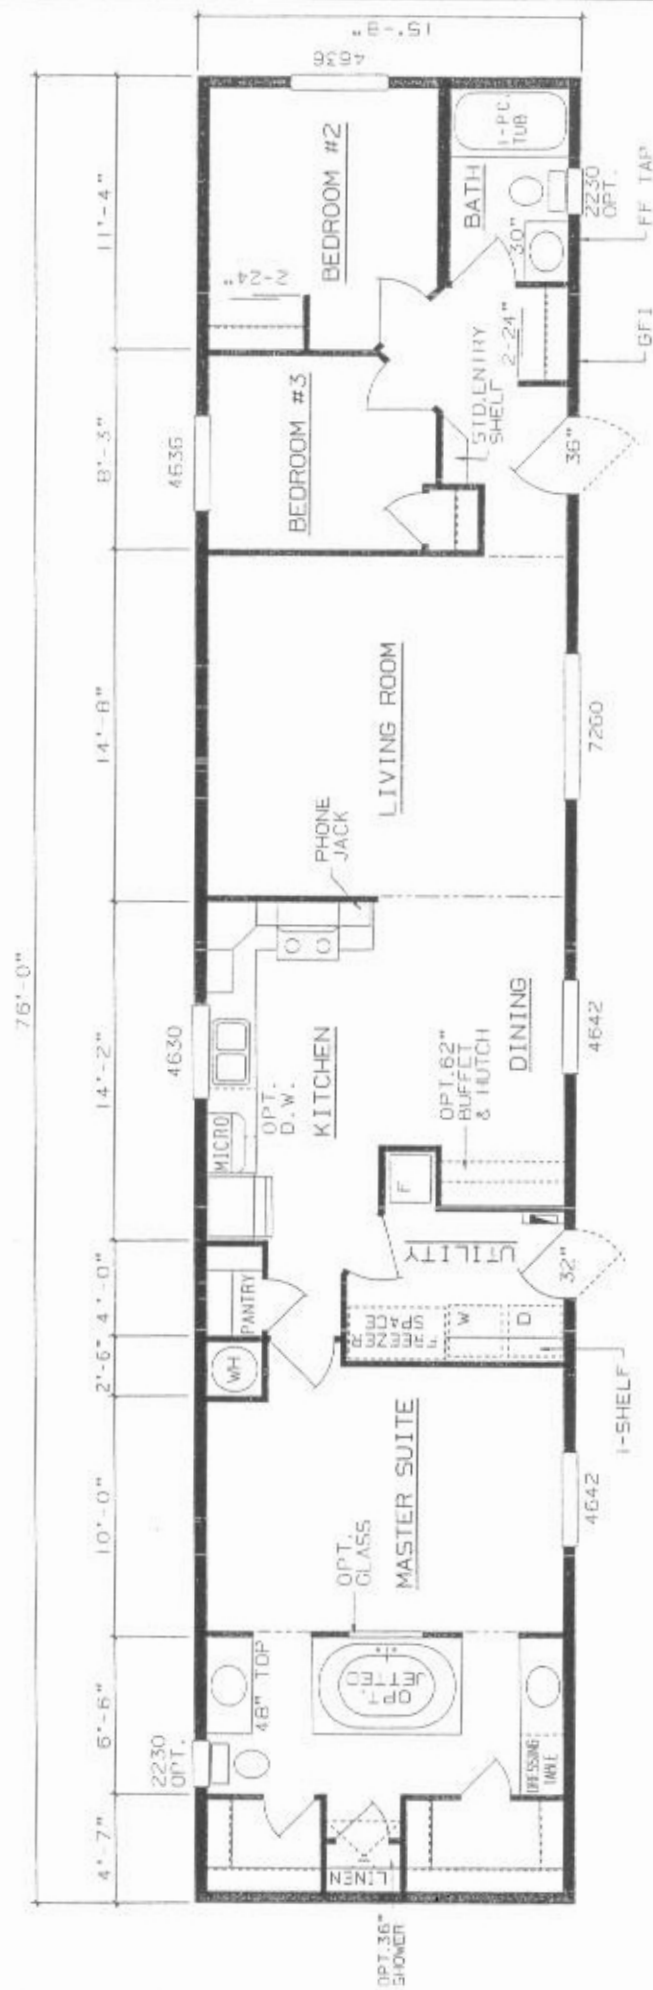 76'-0"
4'-7"
6'-6"
10'-0"
2'-6"
4'-0"
14'-2"
14'-8"
8'-3"
11'-4"
15'-8"
2230
OPT.
4630
4636
4636
48" TOP
OPT.
JETTED
OPT.
GLASS
MASTER SUITE
WH
PANTRY
MICRO
OPT.
D.W.
KITCHEN
PHONE
JACK
LIVING ROOM
BEDROOM #3
2-24"
BEDROOM #2
LINEN
OPT.36"
SHOWER
DRESSING
TABLE
FREEZER
SPACE
W
D
UTILITY
F
OPT.62"
BUFFET
& HUTCH
DINING
STD.ENTRY
SHELF
2-24"
BATH
30"
1-PC.
TUB
4642
1-SHELF
32"
4642
7260
36"
GFI
FF TAP
2230
OPT.